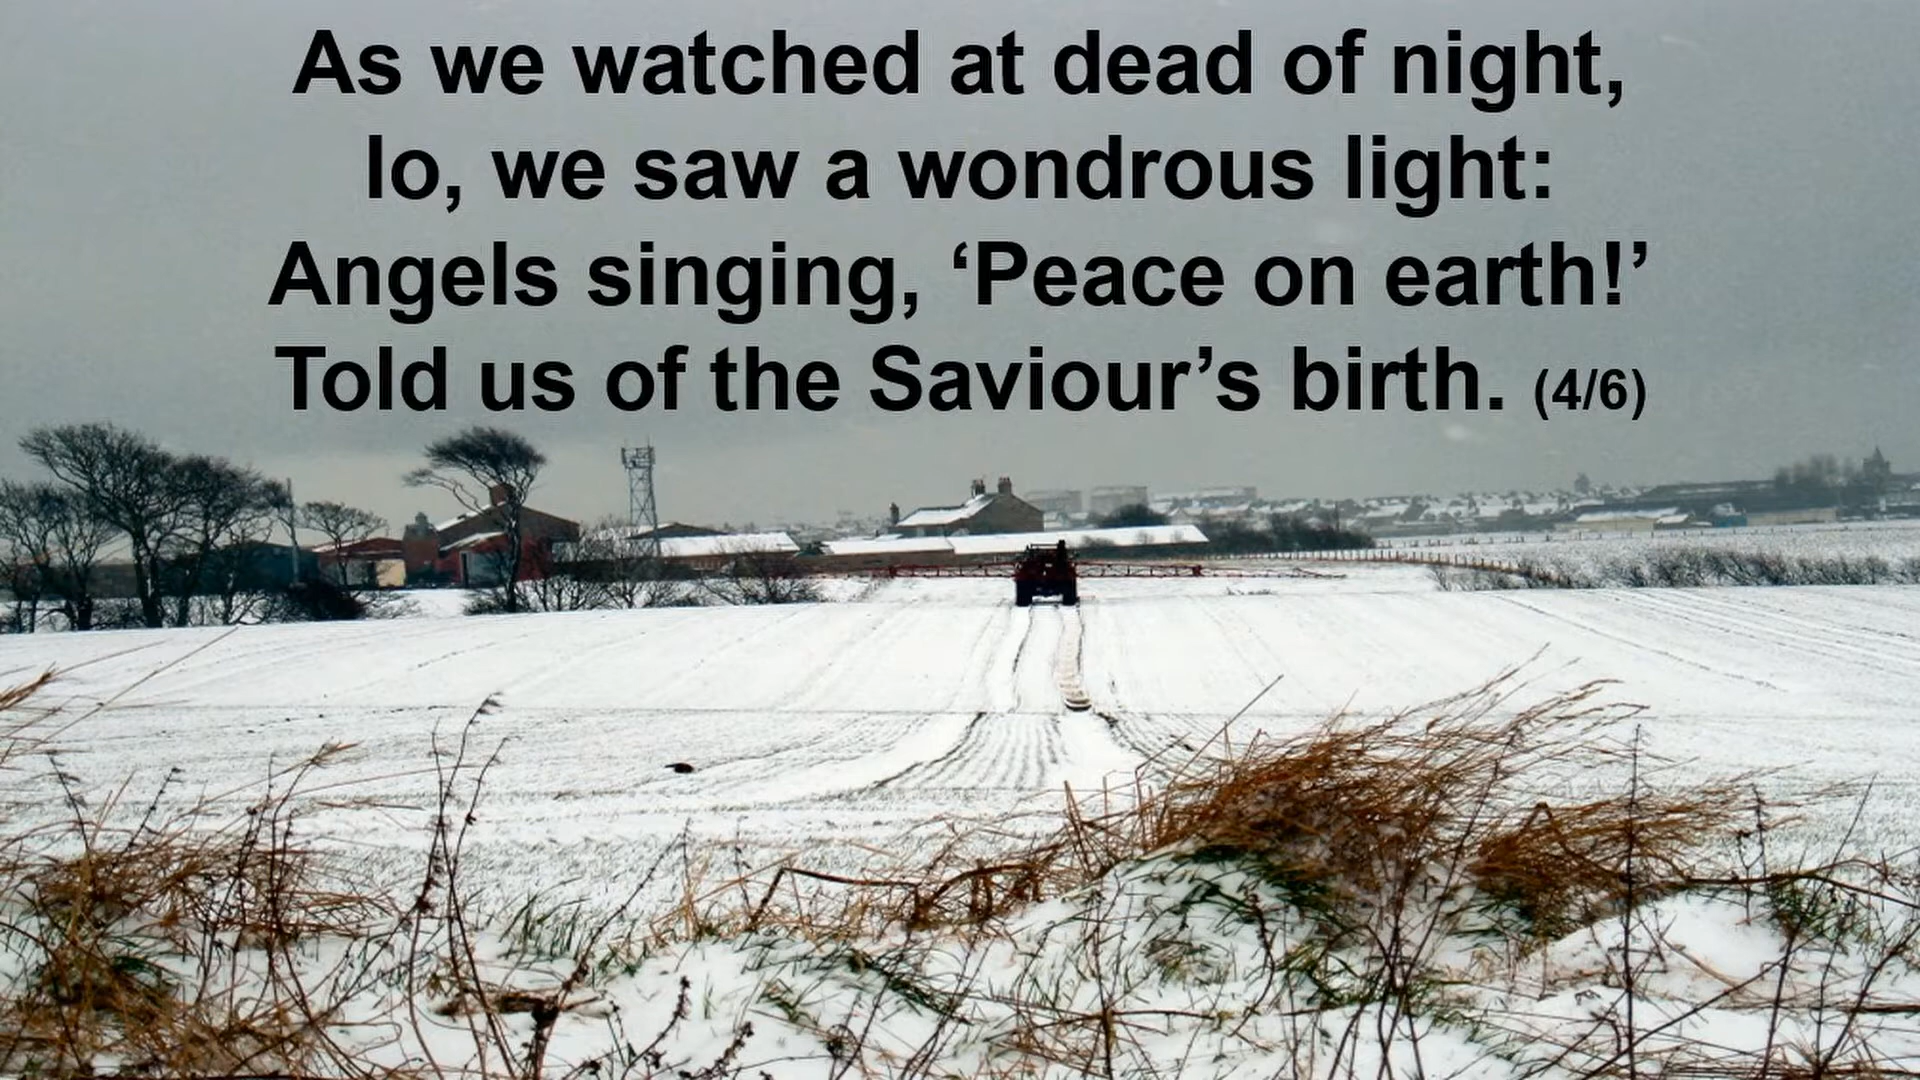 As we watched at dead of night,
lo, we saw a wondrous light:
Angels singing, ‘Peace on earth!’
Told us of the Saviour’s birth. (4/6)